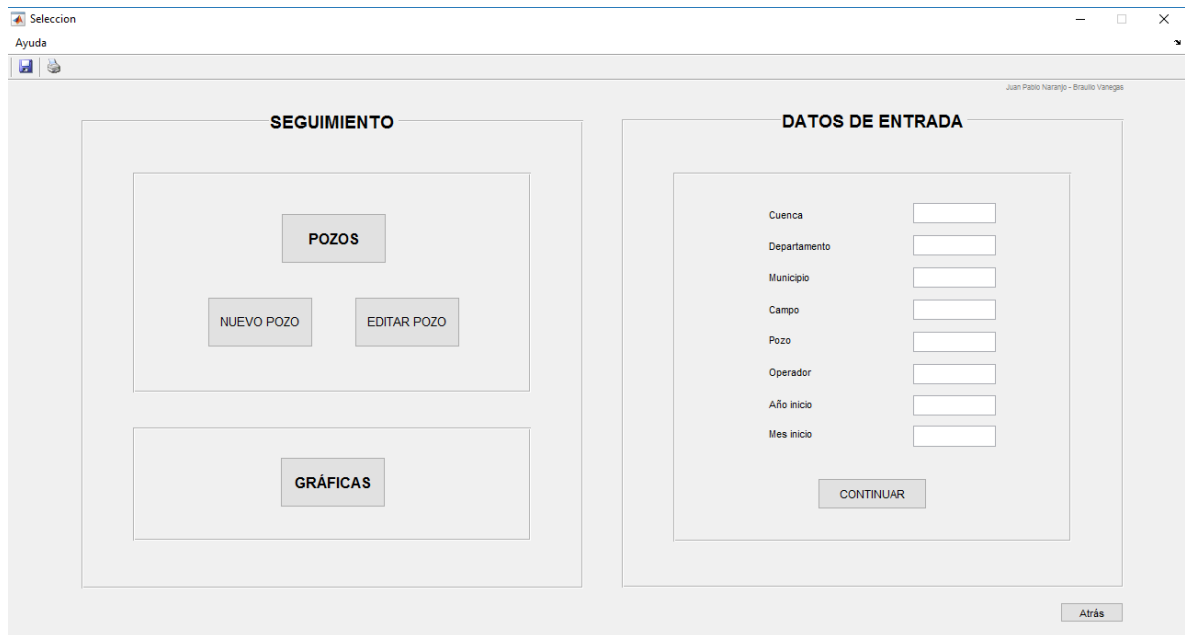 Seleccion
Ayuda
Juan Pablo Naranjo - Braulio Vanegas
SEGUIMIENTO
POZOS
NUEVO POZO
EDITAR POZO
GRÁFICAS
DATOS DE ENTRADA
Cuenca
Departamento
Municipio
Campo
Pozo
Operador
Año inicio
Mes inicio
CONTINUAR
Atrás